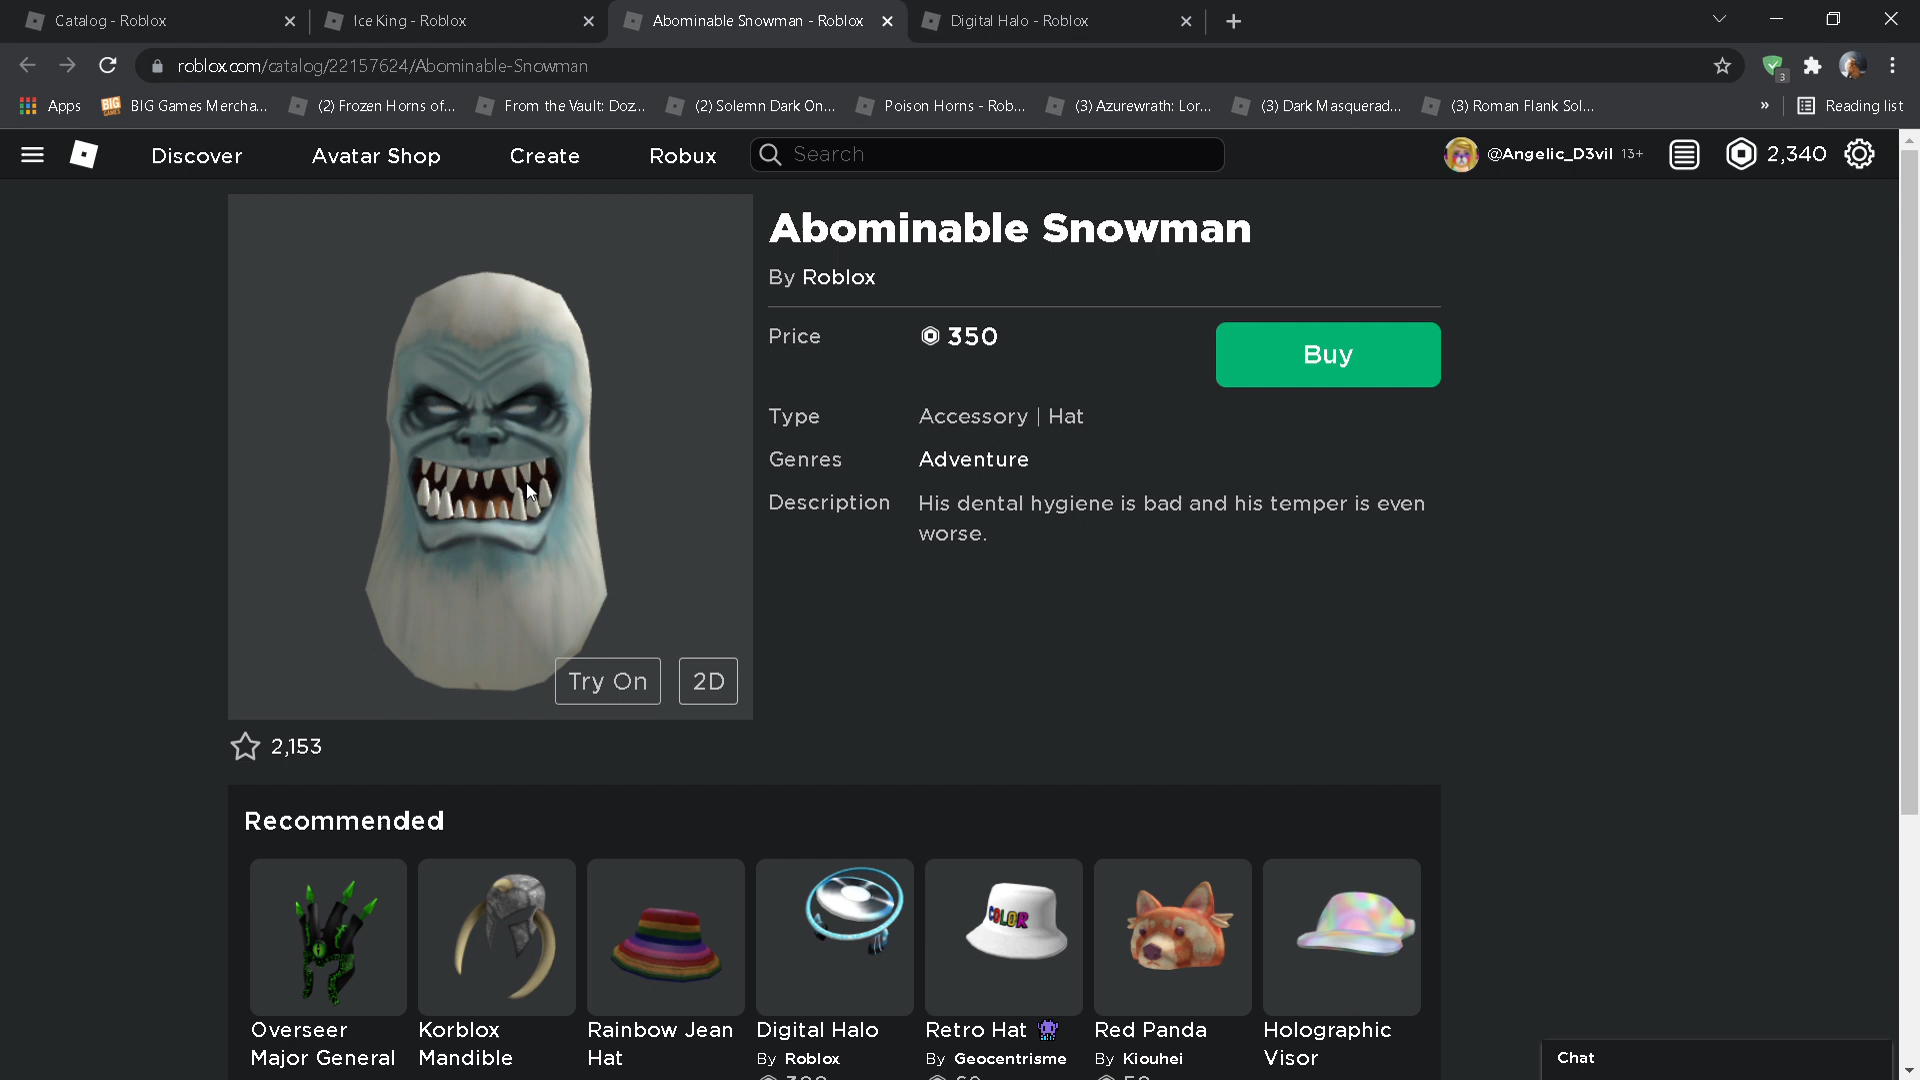 Catalog - Roblox
Ice King - Roblox
Abominable Snowman - Roblox
Digital Halo - Roblox
roblox.com/catalog/22157624/Abominable-Snowman
3
Apps
BIG Games Mercha...
(2) Frozen Horns of...
From the Vault: Doz...
(2) Solemn Dark On...
Poison Horns - Rob...
(3) Azurewrath: Lor...
(3) Dark Masquerad...
(3) Roman Flank Sol...
»
Reading list
Discover
Avatar Shop
Create
Robux
Search
@Angelic_D3vil 13+
2,340
Abominable Snowman
By Roblox
Price
350
Buy
Type
Accessory | Hat
Genres
Adventure
Description
His dental hygiene is bad and his temper is even
worse.
Try On
2D
2,153
Recommended
COLOR
Overseer
Major General
Korblox
Mandible
Rainbow Jean
Hat
Digital Halo
By Roblox
Retro Hat 👾
By Geocentrisme
Red Panda
By Kiouhei
Holographic
Visor
Chat